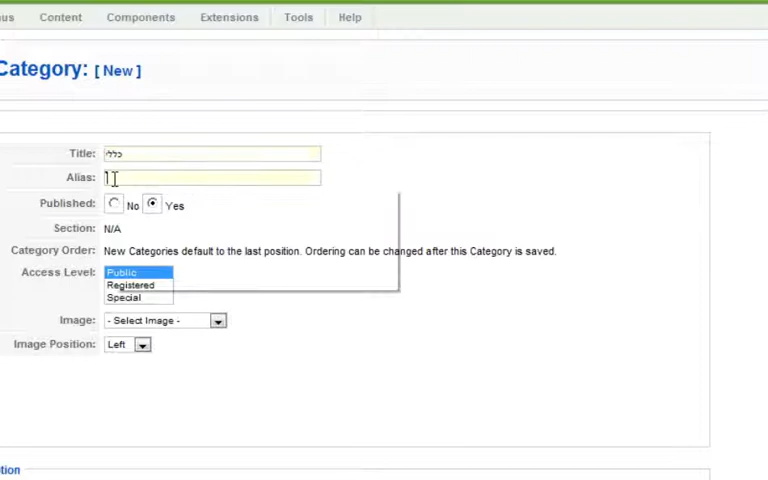 nus Content Components Extensions Tools Help
Category: [ New ]
Title: כללי
Alias:
Published: No Yes
Section: N/A
Category Order: New Categories default to the last position. Ordering can be changed after this Category is saved.
Access Level: Public
Registered
Special
Image: - Select Image -
Image Position: Left
ption